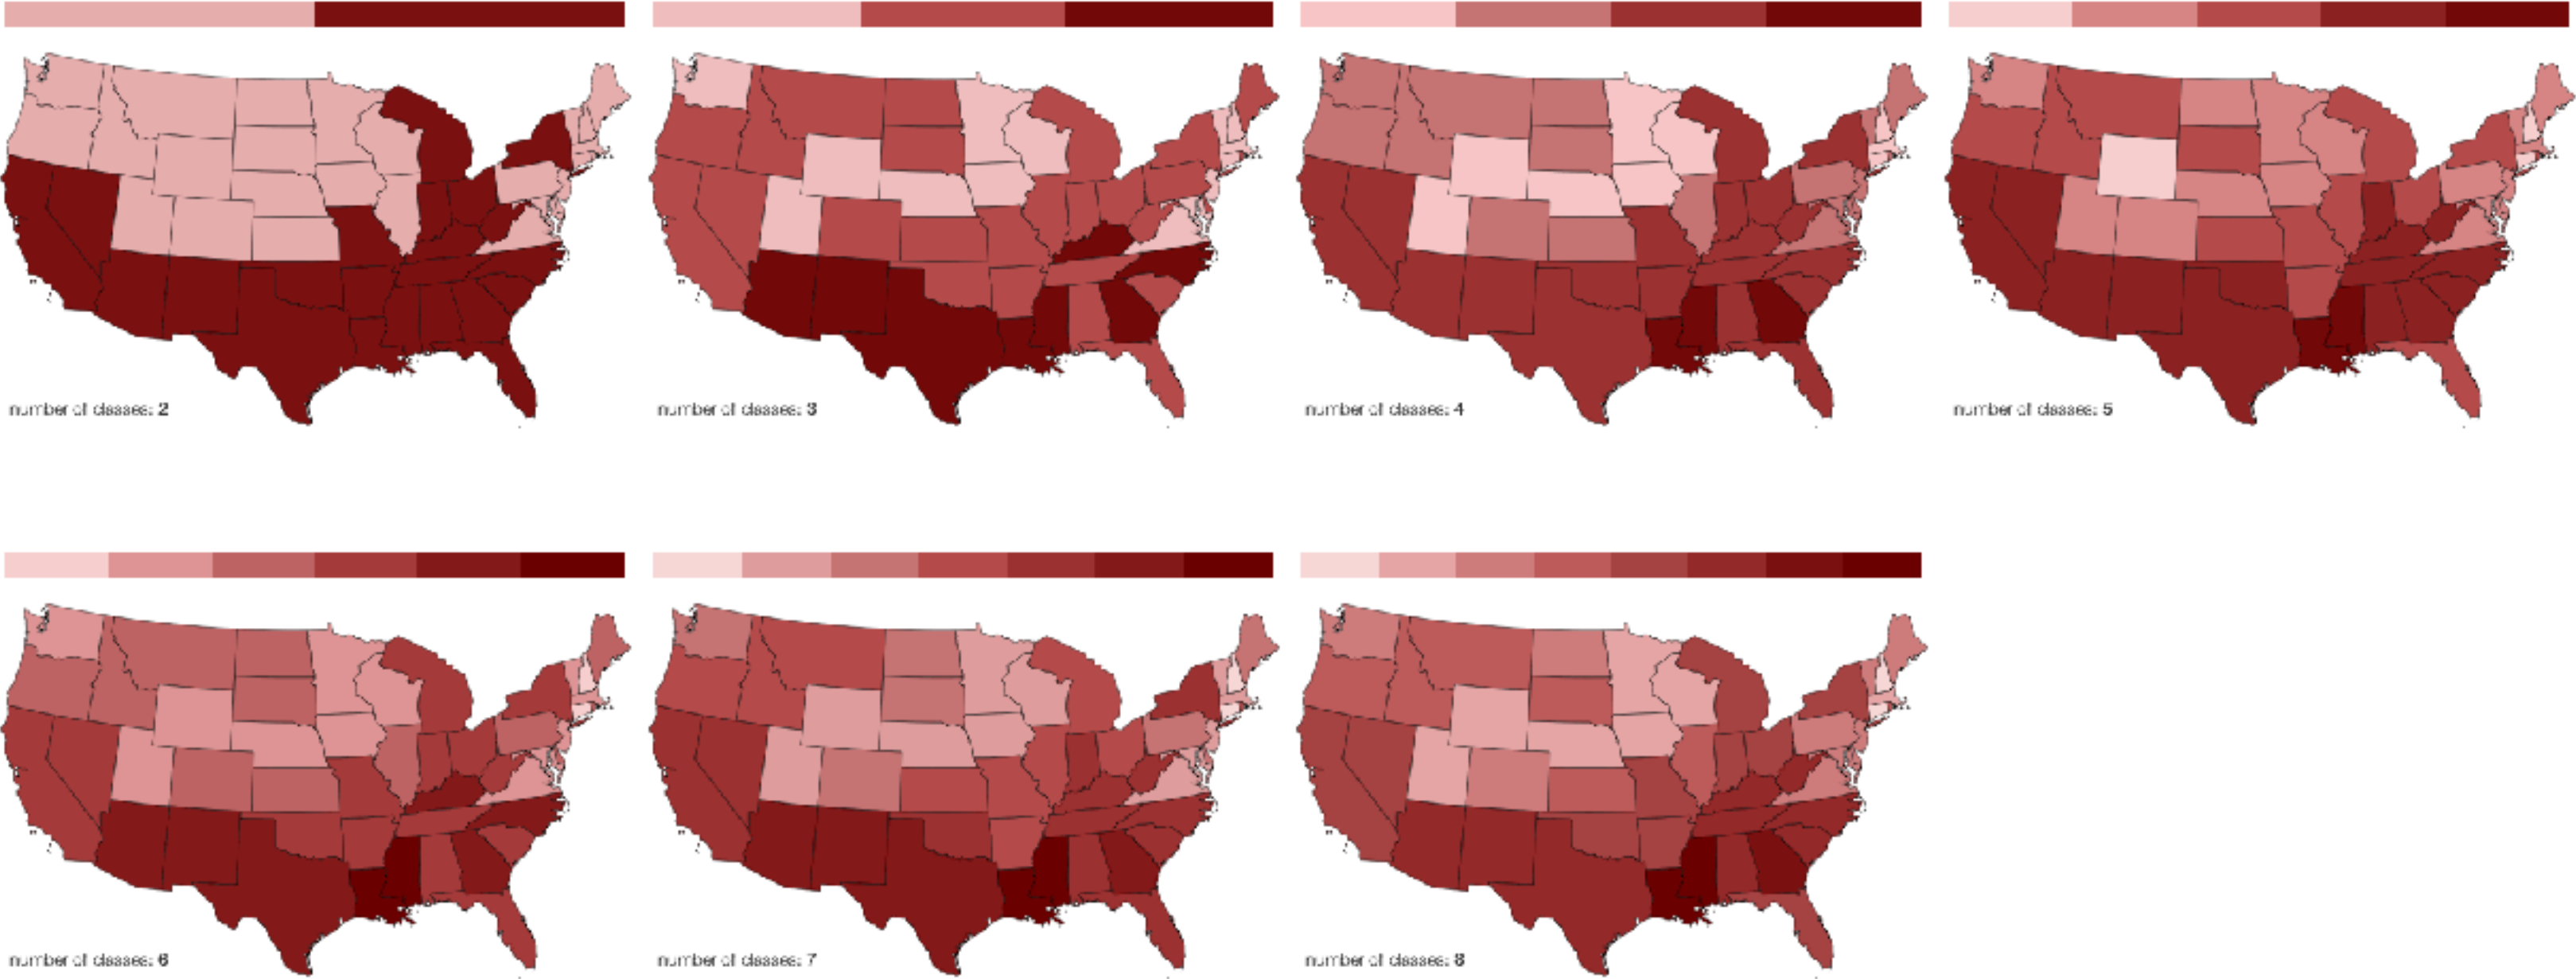 number of classes: 2
number of classes: 3
number of classes: 4
number of classes: 5
number of classes: 6
number of classes: 7
number of classes: 8